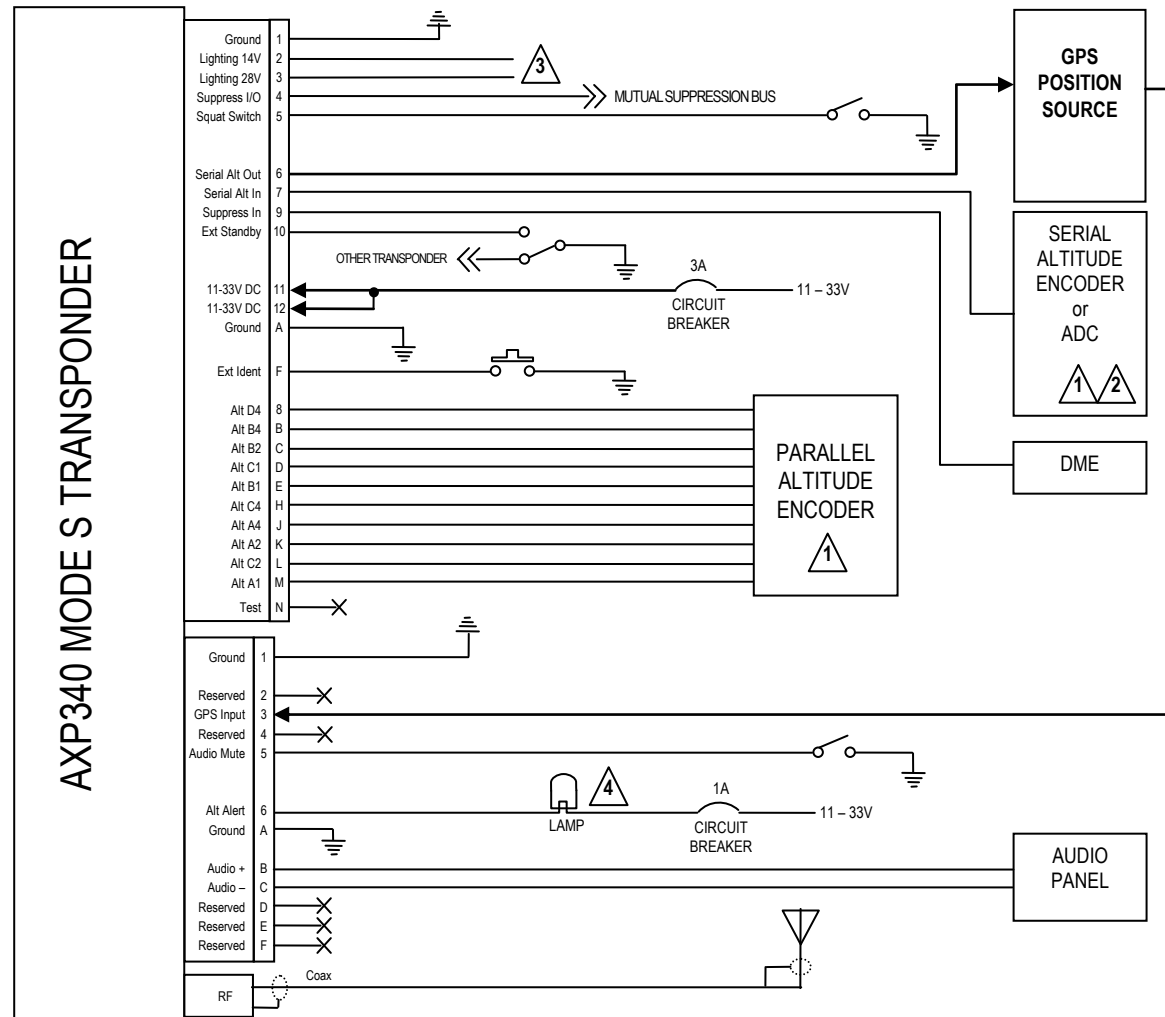 AXP340 MODE S TRANSPONDER
Ground 1
Lighting 14V 2
Lighting 28V 3
3
Suppress I/O 4
MUTUAL SUPPRESSION BUS
Squat Switch 5
Serial Alt Out 6
Serial Alt In 7
Suppress In 9
Ext Standby 10
OTHER TRANSPONDER
11-33V DC 11
11-33V DC 12
3A
CIRCUIT
BREAKER
11 – 33V
Ground A
Ext Ident F
Alt D4 8
Alt B4 B
Alt B2 C
Alt C1 D
Alt B1 E
Alt C4 H
Alt A4 J
Alt A2 K
Alt C2 L
Alt A1 M
Test N
GPS
POSITION
SOURCE
SERIAL
ALTITUDE
ENCODER
or
ADC
1 2
DME
PARALLEL
ALTITUDE
ENCODER
1
Ground 1
Reserved 2
GPS Input 3
Reserved 4
Audio Mute 5
Alt Alert 6
LAMP
4
1A
CIRCUIT
BREAKER
11 – 33V
Ground A
Audio + B
Audio – C
Reserved D
Reserved E
Reserved F
AUDIO
PANEL
RF
Coax